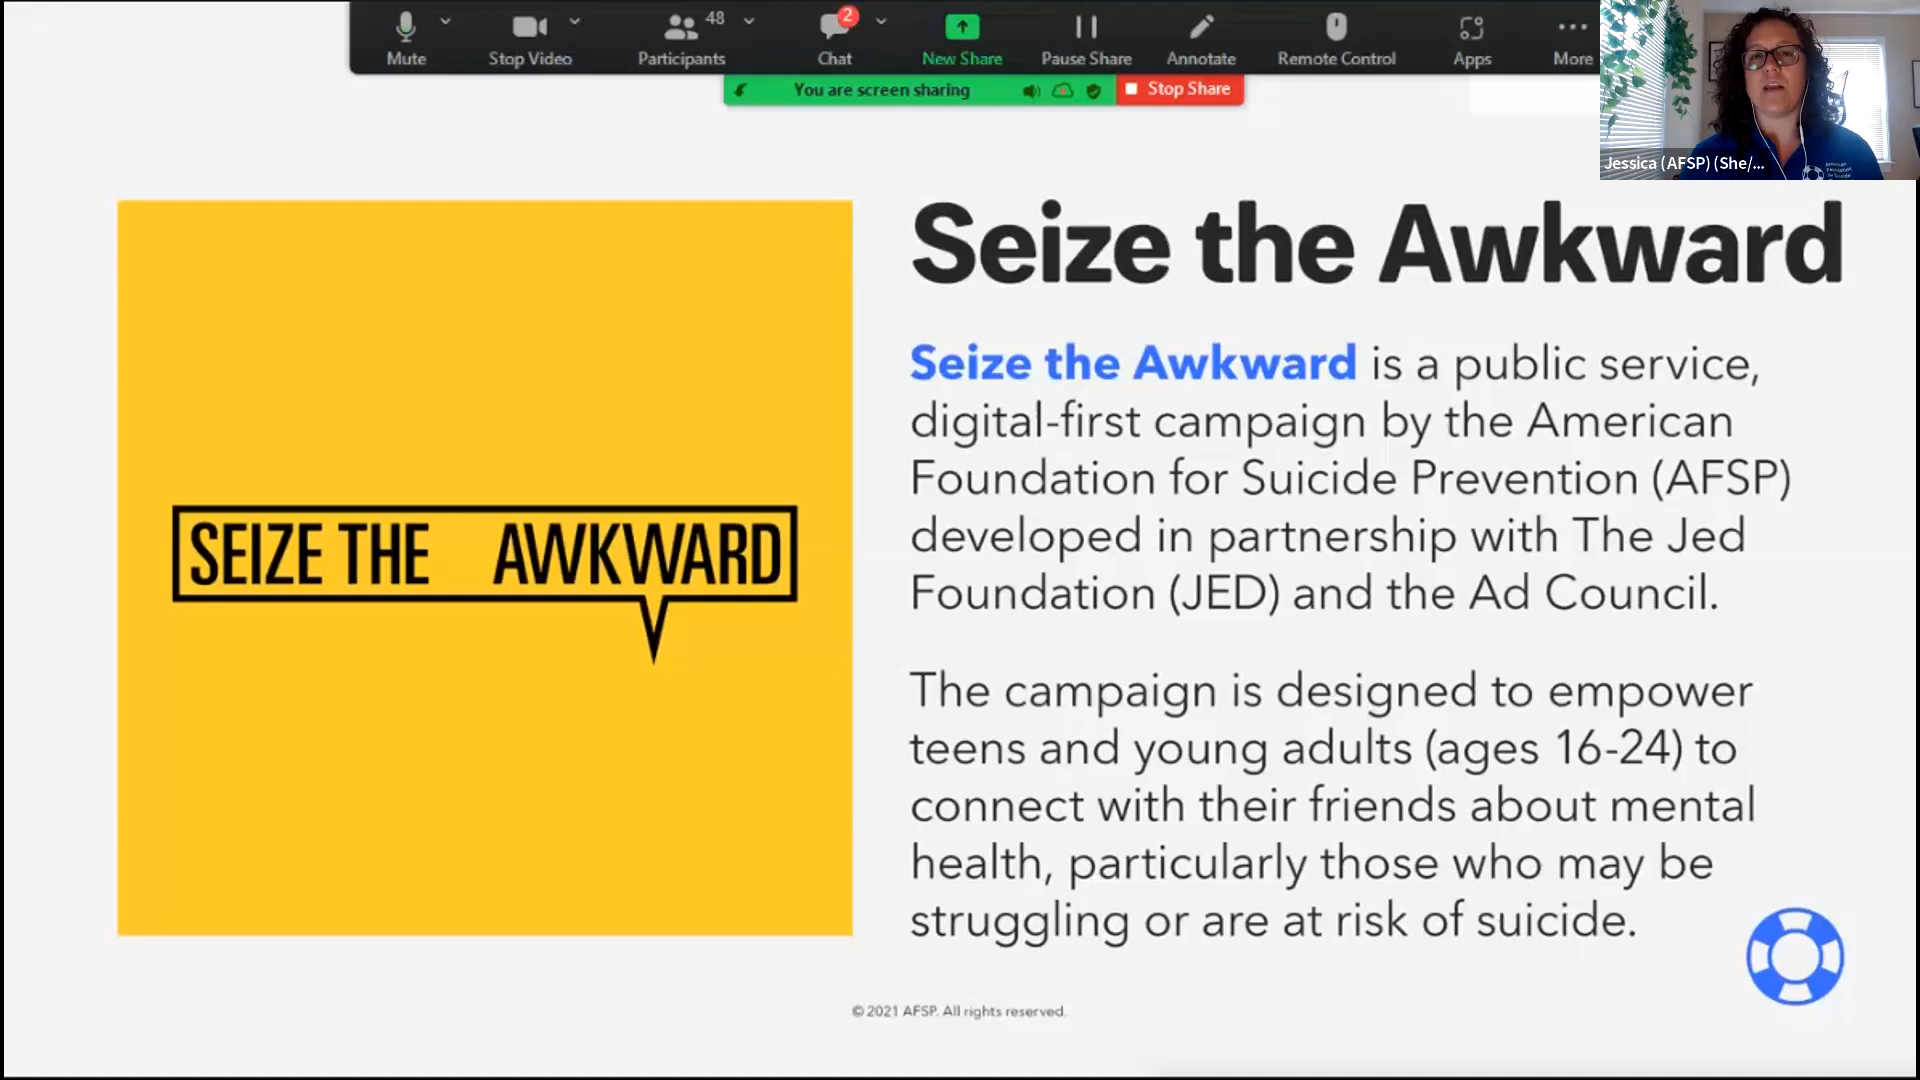 Mute
Stop Video
48
Participants
2
Chat
New Share
Pause Share
Annotate
Remote Control
Apps
More
You are screen sharing
Stop Share
Jessica (AFSP) (She/...
American
Foundation
SEIZE THE AWKWARD
Seize the Awkward
Seize the Awkward is a public service,
digital-first campaign by the American
Foundation for Suicide Prevention (AFSP)
developed in partnership with The Jed
Foundation (JED) and the Ad Council.
The campaign is designed to empower
teens and young adults (ages 16-24) to
connect with their friends about mental
health, particularly those who may be
struggling or are at risk of suicide.
© 2021 AFSP. All rights reserved.